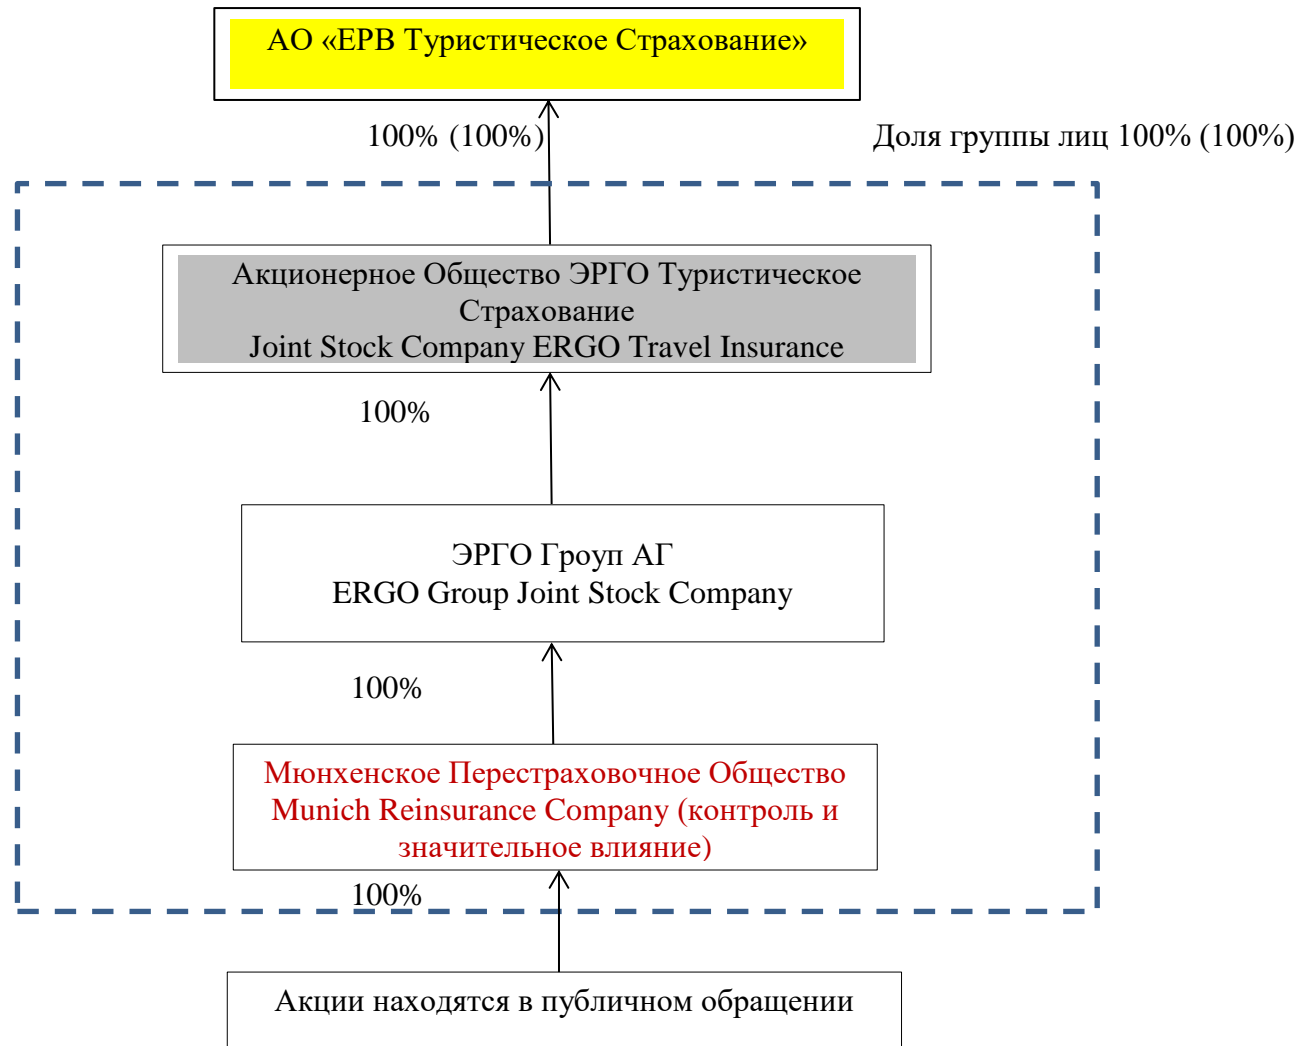 АО «ЕРВ Туристическое Страхование»
100% (100%)
Доля группы лиц 100% (100%)
Акционерное Общество ЭРГО Туристическое
Страхование
Joint Stock Company ERGO Travel Insurance
100%
ЭРГО Гроуп АГ
ERGO Group Joint Stock Company
100%
Мюнхенское Перестраховочное Общество
Munich Reinsurance Company (контроль и
значительное влияние)
100%
Акции находятся в публичном обращении